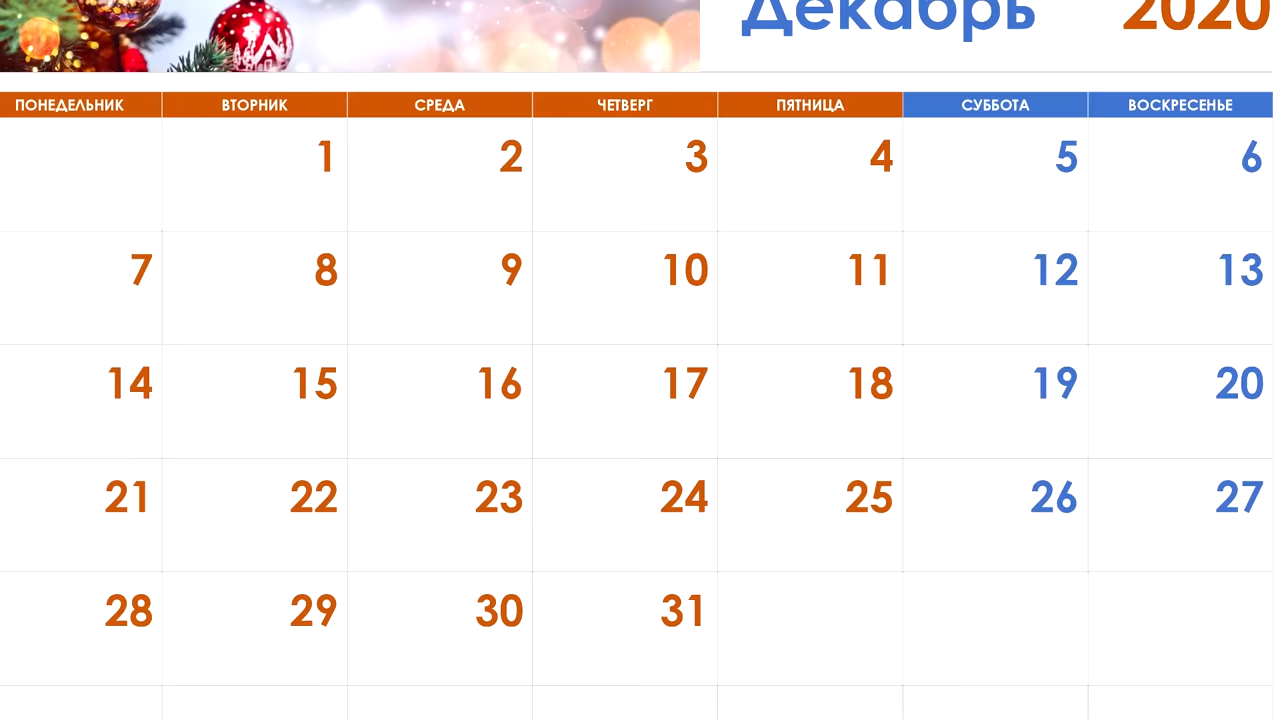 Декабрь 2020
ПОНЕДЕЛЬНИК ВТОРНИК СРЕДА ЧЕТВЕРГ ПЯТНИЦА СУББОТА ВОСКРЕСЕНЬЕ
1 2 3 4 5 6
7 8 9 10 11 12 13
14 15 16 17 18 19 20
21 22 23 24 25 26 27
28 29 30 31